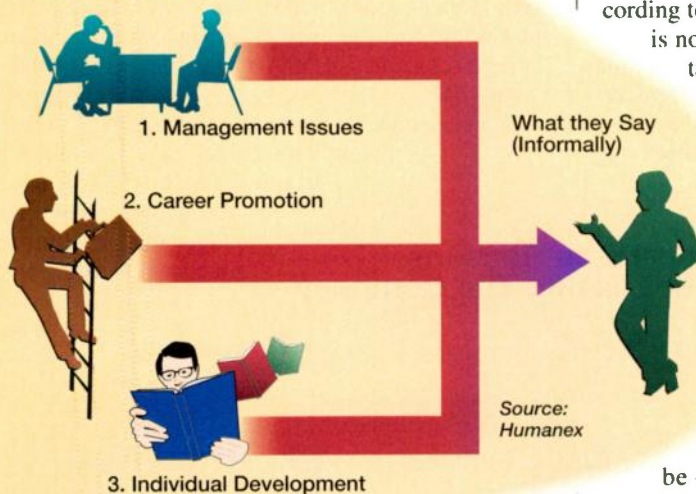 cording to
is no
1. Management Issues
What they Say
(Informally)
2. Career Promotion
Source:
Humanex
3. Individual Development
be